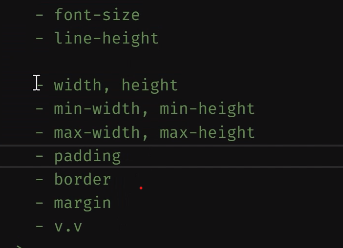 - font-size
- line-height
- width, height
- min-width, min-height
- max-width, max-height
- padding
- border
- margin
- v.v